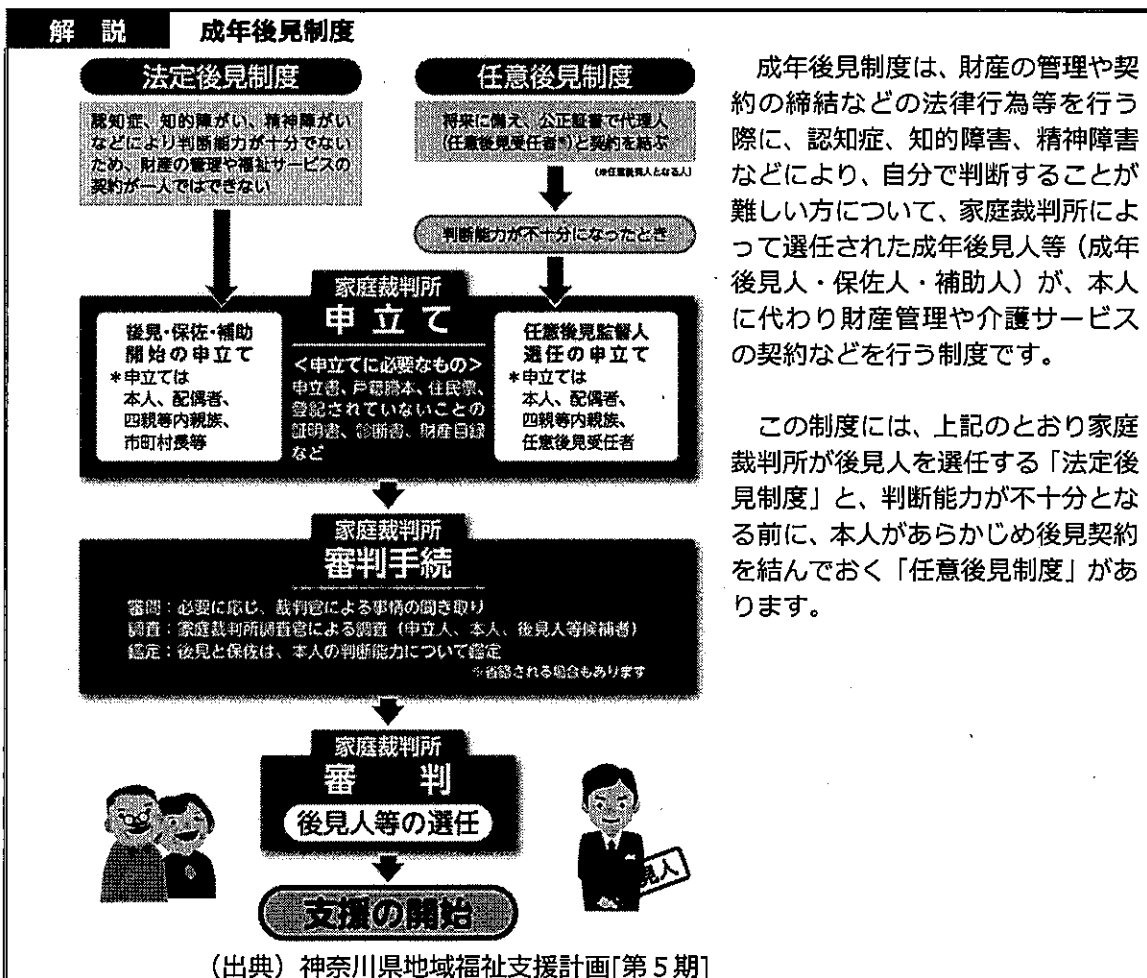 解 説 成年後見制度
法定後見制度
認知症、知的障がい、精神障がい
などにより判断能力が十分でない
ため、財産の管理や福祉サービスの
契約が一人ではできない
任意後見制度
将来に備え、公正証書で代理人
(任意後見受任者*)と契約を結ぶ
(※任意後見人となる人)
判断能力が不十分になったとき
家庭裁判所
申 立 て
後見・保佐・補助
開始の申立て
*申立ては
本人、配偶者、
四親等内親族、
市町村長等
<申立てに必要なもの>
申立書、戸籍謄本、住民票、
登記されていないことの
証明書、診断書、財産目録
など
任意後見監督人
選任の申立て
*申立ては
本人、配偶者、
四親等内親族、
任意後見受任者
家庭裁判所
審判手続
審問：必要に応じ、裁判官による事情の聞き取り
調査：家庭裁判所調査官による調査（申立人、本人、後見人等候補者）
鑑定：後見と保佐は、本人の判断能力について鑑定
※省略される場合もあります
家庭裁判所
審 判
後見人等の選任
見人
支援の開始
（出典）神奈川県地域福祉支援計画[第５期]
成年後見制度は、財産の管理や契
約の締結などの法律行為等を行う
際に、認知症、知的障害、精神障害
などにより、自分で判断することが
難しい方について、家庭裁判所によ
って選任された成年後見人等（成年
後見人・保佐人・補助人）が、本人
に代わり財産管理や介護サービス
の契約などを行う制度です。
この制度には、上記のとおり家庭
裁判所が後見人を選任する「法定後
見制度」と、判断能力が不十分とな
る前に、本人があらかじめ後見契約
を結んでおく「任意後見制度」があ
ります。